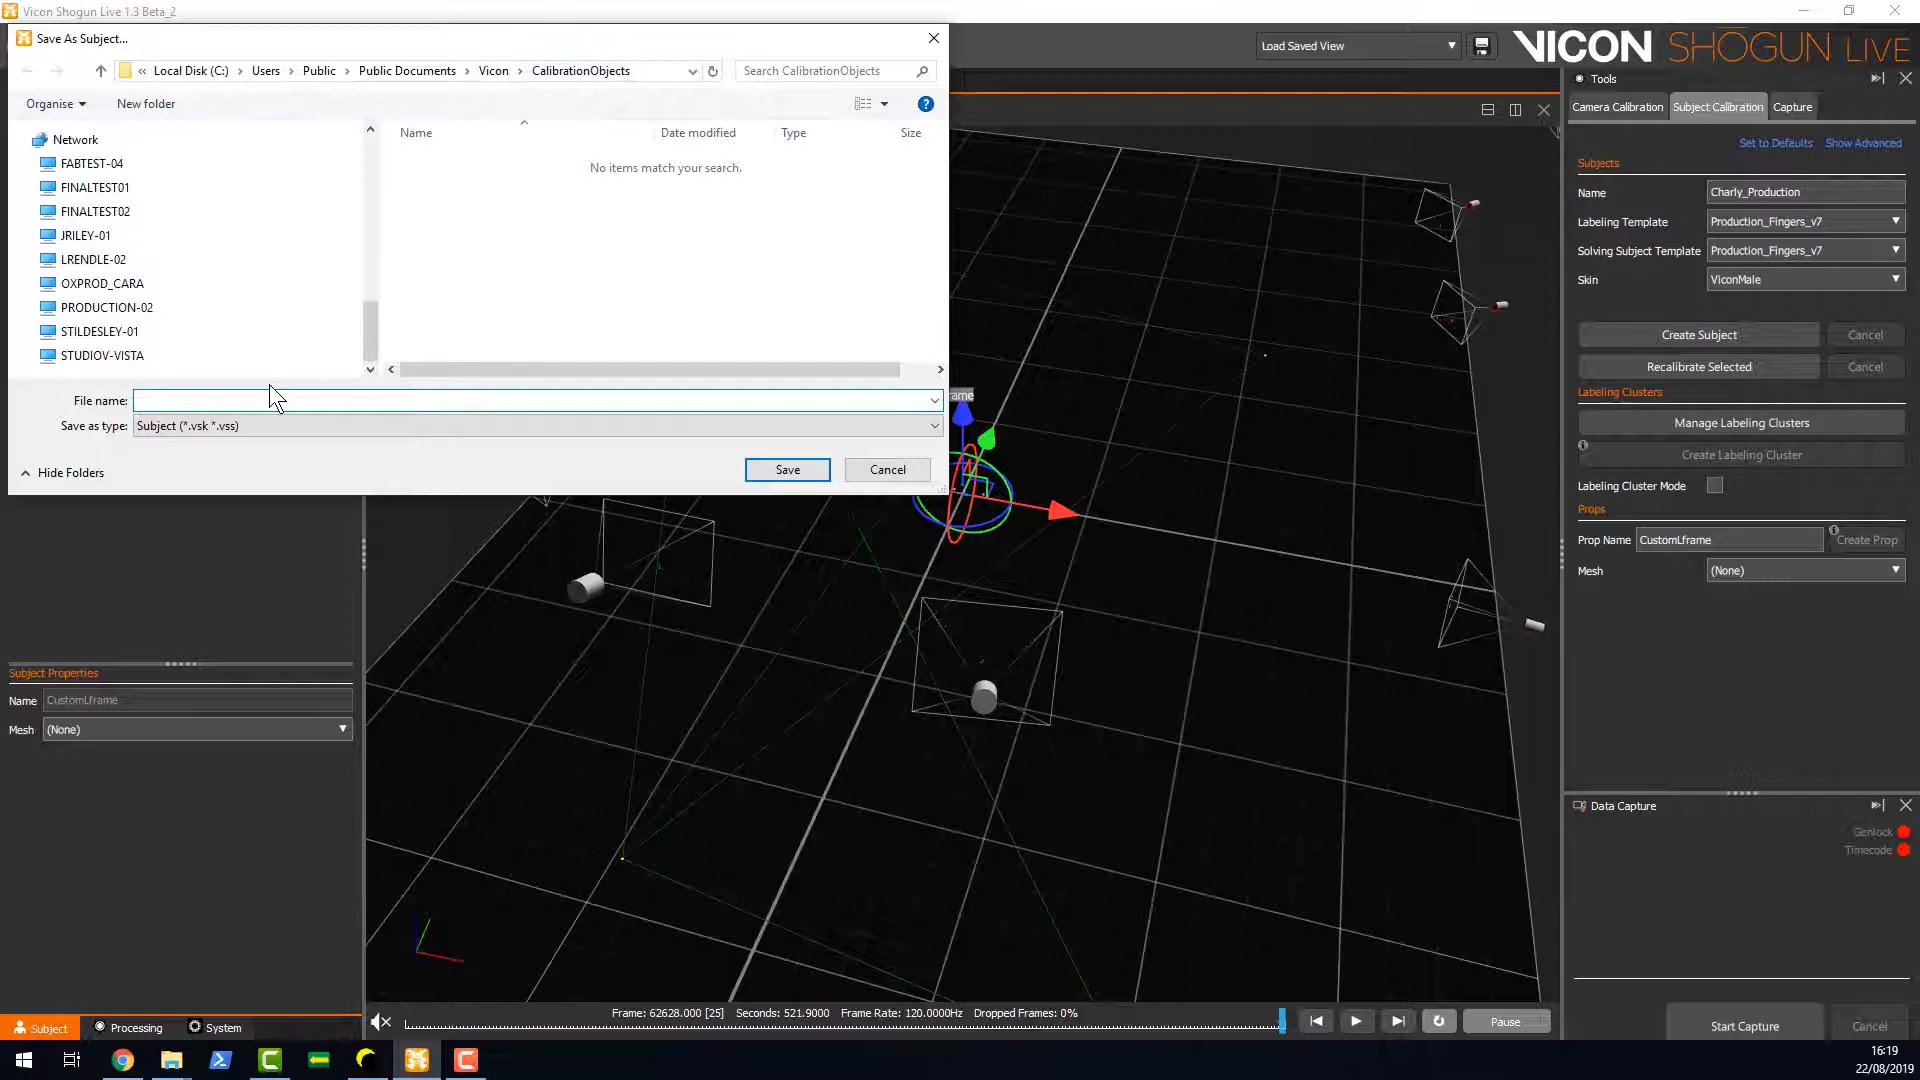 Vicon Shogun Live 1.3 Beta_2
Save As Subject...
« Local Disk (C:) › Users › Public › Public Documents › Vicon › CalibrationObjects
Search CalibrationObjects
Organise
New folder
Network
FABTEST-04
FINALTEST01
FINALTEST02
JRILEY-01
LRENDLE-02
OXPROD_CARA
PRODUCTION-02
STILDESLEY-01
STUDIOV-VISTA
Name
Date modified
Type
Size
No items match your search.
File name:
Save as type: Subject (*.vsk *.vss)
Hide Folders
Save
Cancel
Load Saved View
VICON SHOGUN LIVE
Tools
Camera Calibration
Subject Calibration
Capture
Set to Defaults
Show Advanced
Subjects
Name Charly_Production
Labeling Template Production_Fingers_v7
Solving Subject Template Production_Fingers_v7
Skin ViconMale
Create Subject
Cancel
Recalibrate Selected
Cancel
Labeling Clusters
Manage Labeling Clusters
Create Labeling Cluster
Labeling Cluster Mode
Props
Prop Name CustomLframe
Create Prop
Mesh (None)
Subject Properties
Name CustomLframe
Mesh (None)
ame
Data Capture
Genlock
Timecode
Start Capture
Cancel
Subject
Processing
System
Frame: 62628.000 [25] Seconds: 521.9000 Frame Rate: 120.0000Hz Dropped Frames: 0%
Pause
16:19
22/08/2019